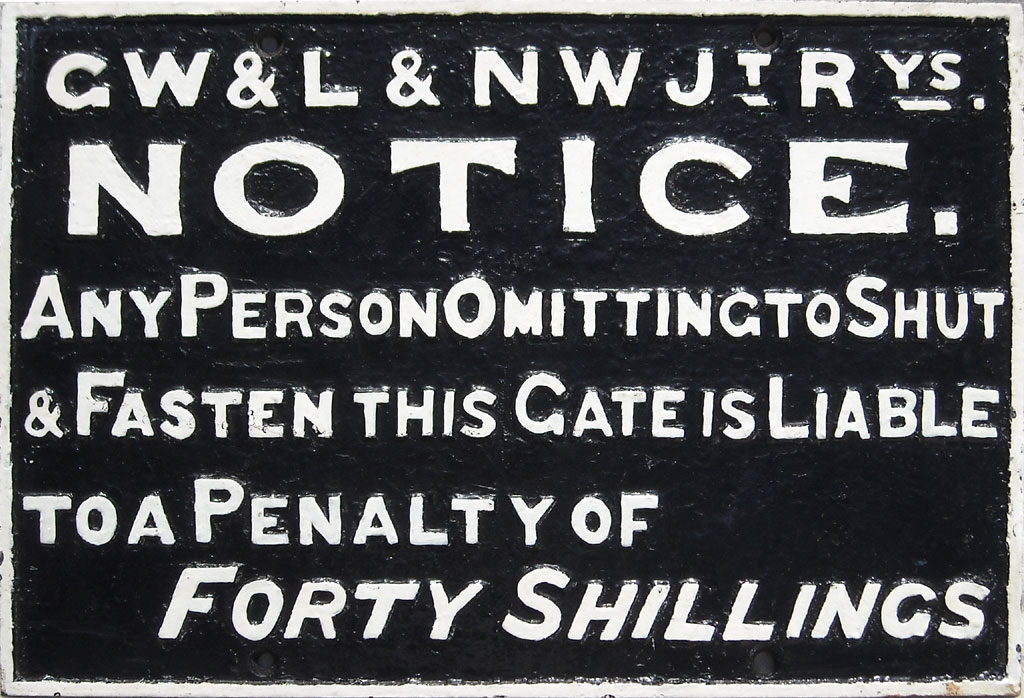 GW&L&NW JT RYS.
NOTICE.
ANY PERSON OMITTING TO SHUT
& FASTEN THIS GATE IS LIABLE
TO A PENALTY OF
FORTY SHILLINGS